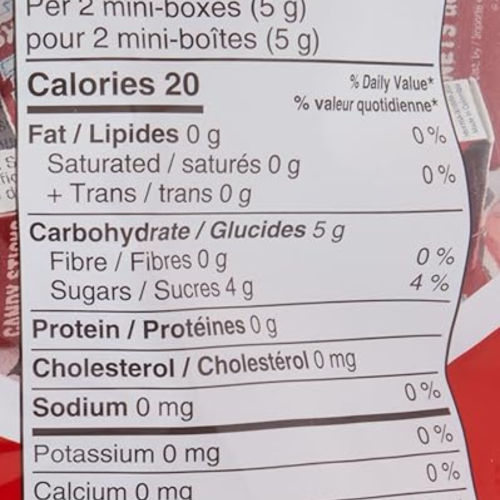 Per 2 mini-boxes (5 g)
pour 2 mini-boîtes (5 g)
Calories 20
% Daily Value*
% valeur quotidienne*
Fat / Lipides 0 g 0 %
Saturated / saturés 0 g
+ Trans / trans 0 g 0 %
Carbohydrate / Glucides 5 g
Fibre / Fibres 0 g 0 %
Sugars / Sucres 4 g 4 %
Protein / Protéines 0 g
Cholesterol / Cholestérol 0 mg
Sodium 0 mg 0 %
Potassium 0 mg 0 %
Calcium 0 mg 0 %
CANDY STICKS